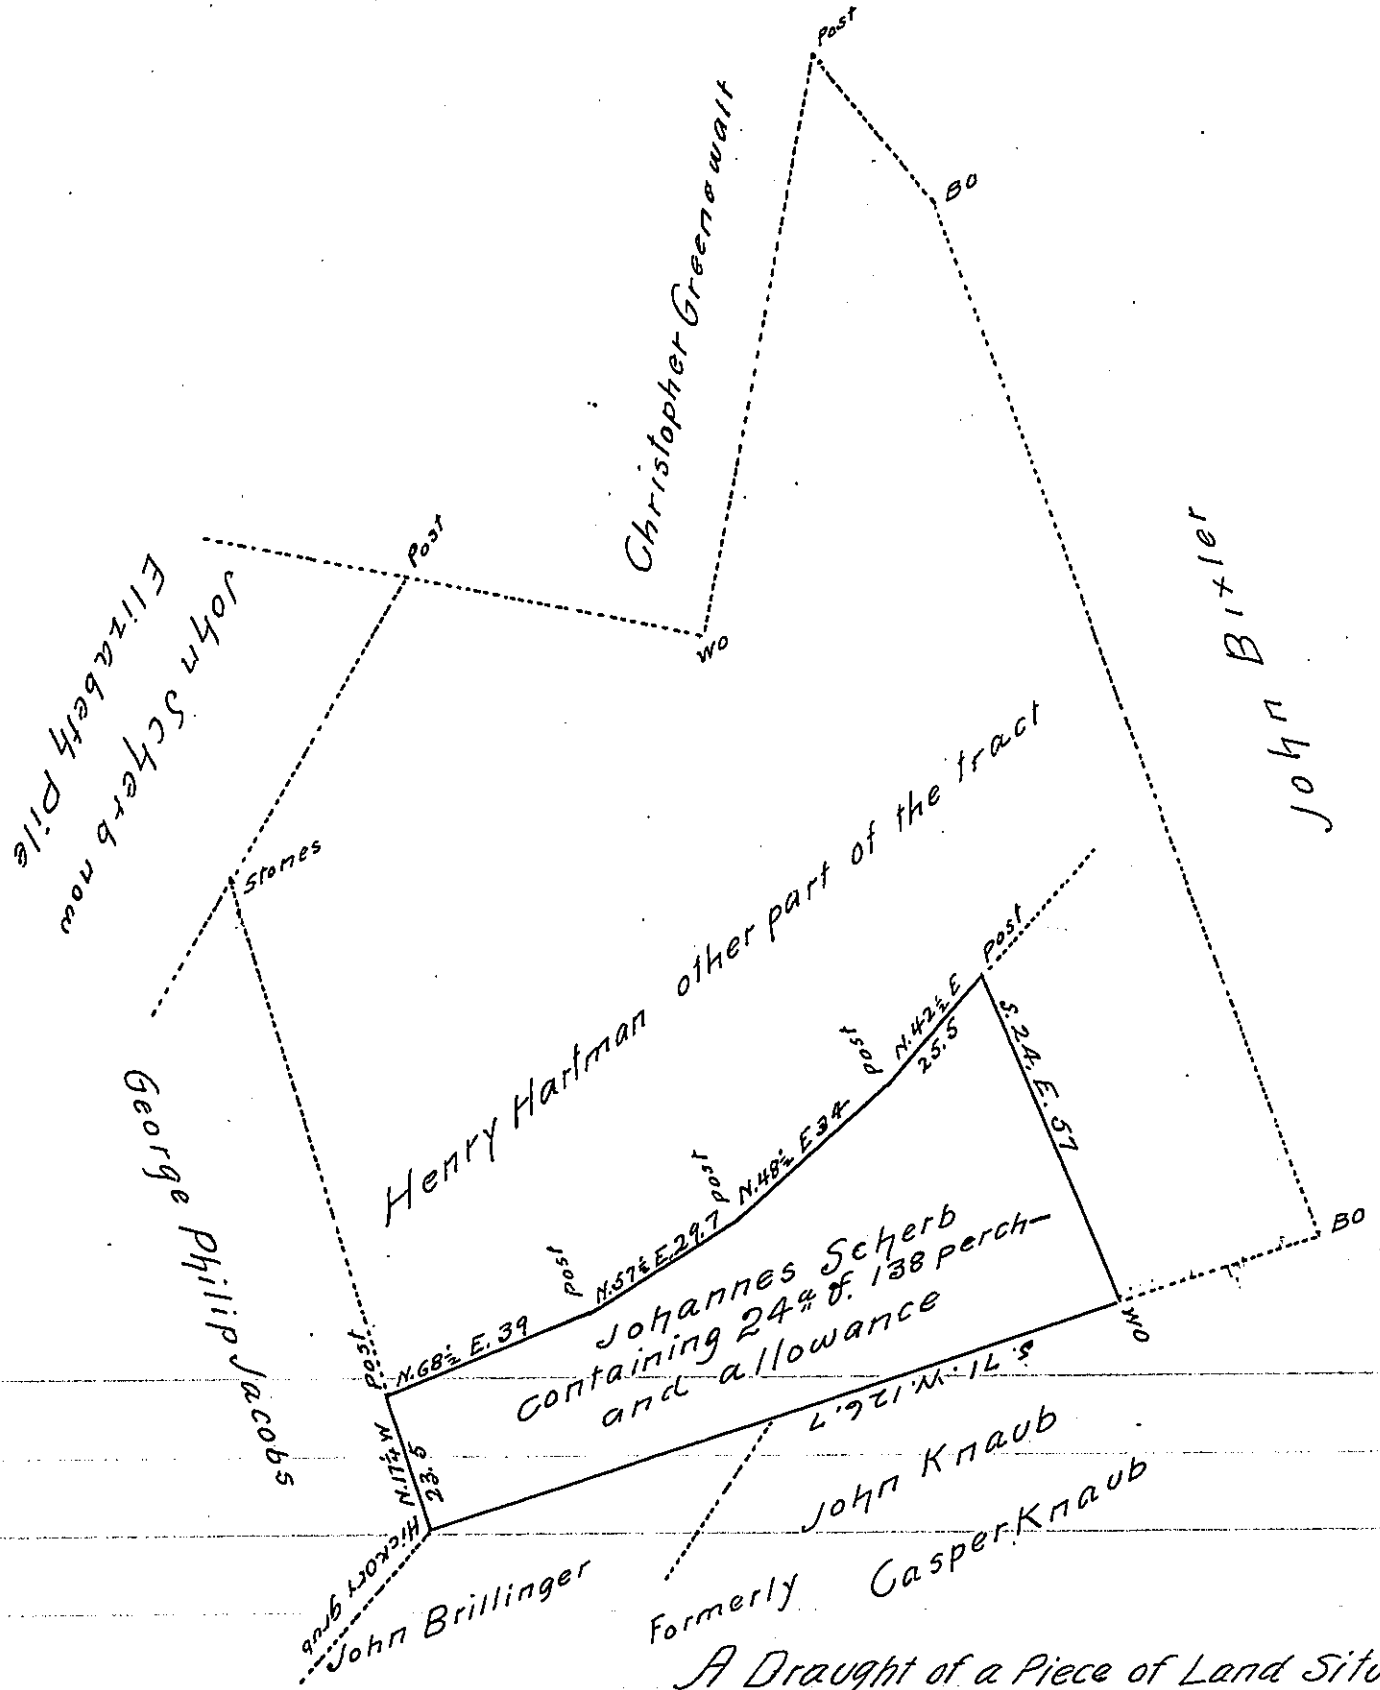 Post
BO
Christopher Greenawalt
Post
WO
John Scherb now
Elizabeth Pile
John Bixler
Stones
Henry Hartman other part of the tract
Post
N.42½ E
25.5
Post
S. 24. E. 57
George Philip Jacobs
Post
N.48½ E 34
Post
N.57½ E. 29.7
Johannes Scherb
Containing 24a & 138 perch-
and allowance
BO
WO
Post
N.68½ E. 39
S. 71. W. 126.7
N.17¼ W
23.5
Hickory grub
John Brillinger
John Knaub
Formerly Casper Knaub
A Draught of a Piece of Land Situ